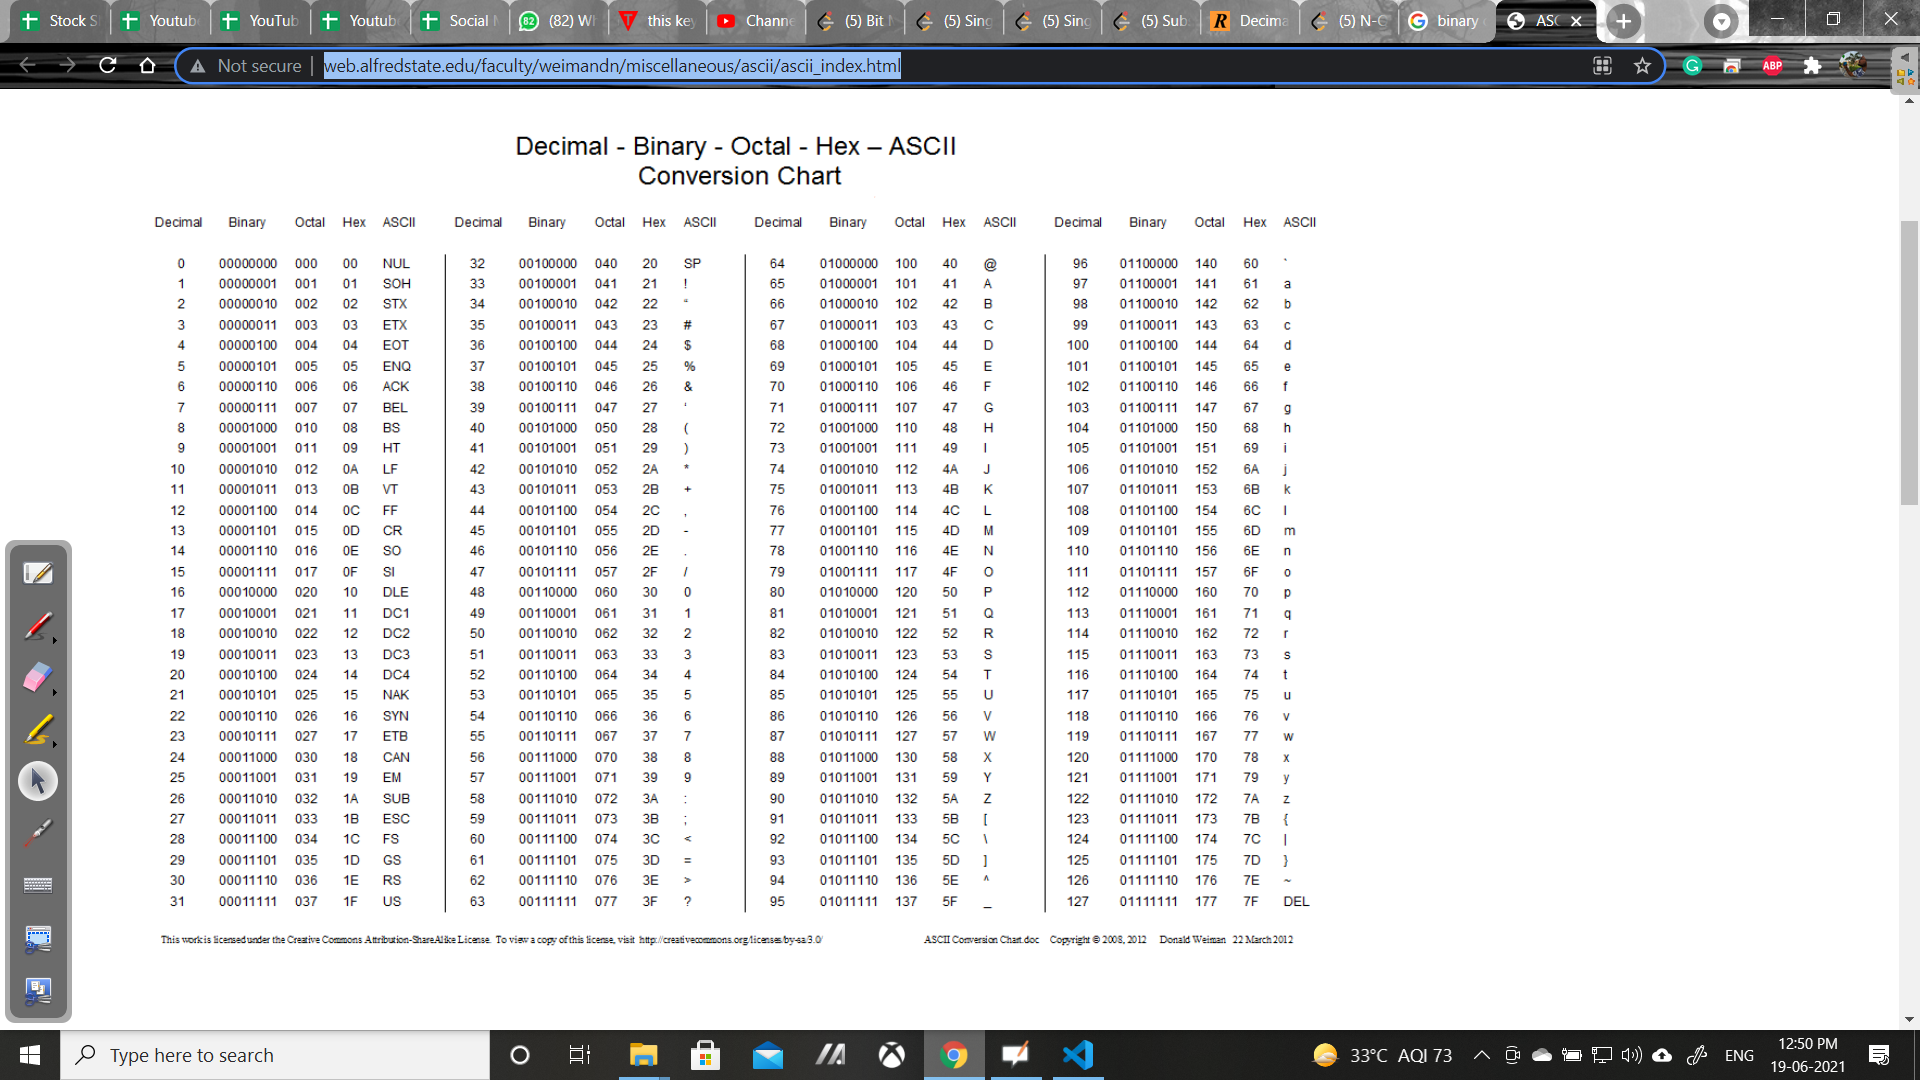 Stock S
Youtube
YouTub
Youtube
Social M
(82) Wh
this key
Channe
(5) Bit M
(5) Sing
(5) Sing
(5) Sub
Decima
(5) N-Q
binary
ASC
Not secure
web.alfredstate.edu/faculty/weimandn/miscellaneous/ascii/ascii_index.html
ABP
Decimal - Binary - Octal - Hex – ASCII
Conversion Chart
Decimal Binary Octal Hex ASCII Decimal Binary Octal Hex ASCII Decimal Binary Octal Hex ASCII Decimal Binary Octal Hex ASCII
0 00000000 000 00 NUL 32 00100000 040 20 SP 64 01000000 100 40 @ 96 01100000 140 60 `
1 00000001 001 01 SOH 33 00100001 041 21 ! 65 01000001 101 41 A 97 01100001 141 61 a
2 00000010 002 02 STX 34 00100010 042 22 “ 66 01000010 102 42 B 98 01100010 142 62 b
3 00000011 003 03 ETX 35 00100011 043 23 # 67 01000011 103 43 C 99 01100011 143 63 c
4 00000100 004 04 EOT 36 00100100 044 24 $ 68 01000100 104 44 D 100 01100100 144 64 d
5 00000101 005 05 ENQ 37 00100101 045 25 % 69 01000101 105 45 E 101 01100101 145 65 e
6 00000110 006 06 ACK 38 00100110 046 26 & 70 01000110 106 46 F 102 01100110 146 66 f
7 00000111 007 07 BEL 39 00100111 047 27 ‘ 71 01000111 107 47 G 103 01100111 147 67 g
8 00001000 010 08 BS 40 00101000 050 28 ( 72 01001000 110 48 H 104 01101000 150 68 h
9 00001001 011 09 HT 41 00101001 051 29 ) 73 01001001 111 49 I 105 01101001 151 69 i
10 00001010 012 0A LF 42 00101010 052 2A * 74 01001010 112 4A J 106 01101010 152 6A j
11 00001011 013 0B VT 43 00101011 053 2B + 75 01001011 113 4B K 107 01101011 153 6B k
12 00001100 014 0C FF 44 00101100 054 2C , 76 01001100 114 4C L 108 01101100 154 6C l
13 00001101 015 0D CR 45 00101101 055 2D - 77 01001101 115 4D M 109 01101101 155 6D m
14 00001110 016 0E SO 46 00101110 056 2E . 78 01001110 116 4E N 110 01101110 156 6E n
15 00001111 017 0F SI 47 00101111 057 2F / 79 01001111 117 4F O 111 01101111 157 6F o
16 00010000 020 10 DLE 48 00110000 060 30 0 80 01010000 120 50 P 112 01110000 160 70 p
17 00010001 021 11 DC1 49 00110001 061 31 1 81 01010001 121 51 Q 113 01110001 161 71 q
18 00010010 022 12 DC2 50 00110010 062 32 2 82 01010010 122 52 R 114 01110010 162 72 r
19 00010011 023 13 DC3 51 00110011 063 33 3 83 01010011 123 53 S 115 01110011 163 73 s
20 00010100 024 14 DC4 52 00110100 064 34 4 84 01010100 124 54 T 116 01110100 164 74 t
21 00010101 025 15 NAK 53 00110101 065 35 5 85 01010101 125 55 U 117 01110101 165 75 u
22 00010110 026 16 SYN 54 00110110 066 36 6 86 01010110 126 56 V 118 01110110 166 76 v
23 00010111 027 17 ETB 55 00110111 067 37 7 87 01010111 127 57 W 119 01110111 167 77 w
24 00011000 030 18 CAN 56 00111000 070 38 8 88 01011000 130 58 X 120 01111000 170 78 x
25 00011001 031 19 EM 57 00111001 071 39 9 89 01011001 131 59 Y 121 01111001 171 79 y
26 00011010 032 1A SUB 58 00111010 072 3A : 90 01011010 132 5A Z 122 01111010 172 7A z
27 00011011 033 1B ESC 59 00111011 073 3B ; 91 01011011 133 5B [ 123 01111011 173 7B {
28 00011100 034 1C FS 60 00111100 074 3C < 92 01011100 134 5C \ 124 01111100 174 7C |
29 00011101 035 1D GS 61 00111101 075 3D = 93 01011101 135 5D ] 125 01111101 175 7D }
30 00011110 036 1E RS 62 00111110 076 3E > 94 01011110 136 5E ^ 126 01111110 176 7E ~
31 00011111 037 1F US 63 00111111 077 3F ? 95 01011111 137 5F _ 127 01111111 177 7F DEL
This work is licensed under the Creative Commons Attribution-ShareAlike License. To view a copy of this license, visit http://creativecommons.org/licenses/by-sa/3.0/ ASCII Conversion Chart.doc Copyright © 2008, 2012 Donald Weiman 22 March 2012
Type here to search
33°C AQI 73
ENG
12:50 PM
19-06-2021